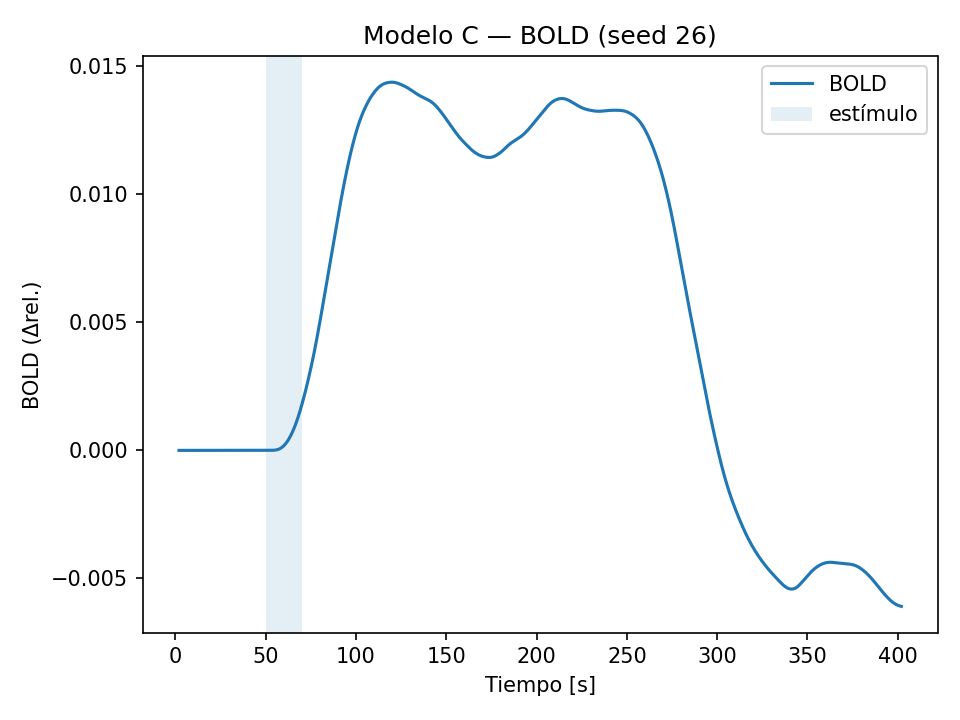 Modelo C — BOLD (seed 26)
BOLD
estímulo
0.015
0.010
0.005
0.000
−0.005
BOLD (Δrel.)
0 50 100 150 200 250 300 350 400
Tiempo [s]